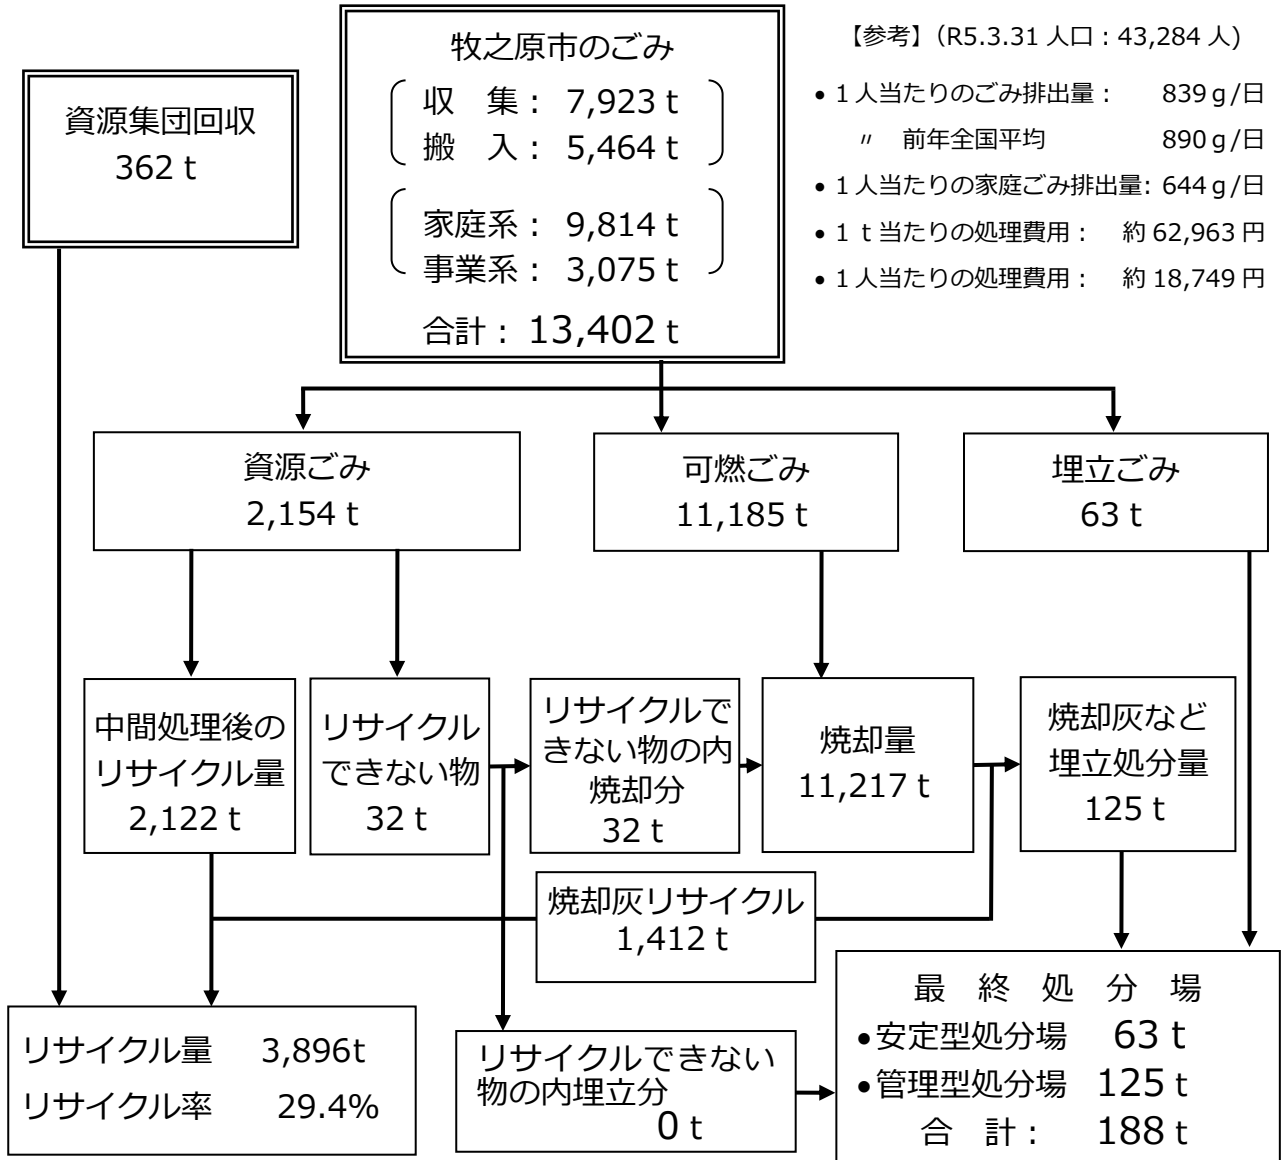 牧之原市のごみ
収　集： 7,923 t
搬　入： 5,464 t
家庭系： 9,814 t
事業系： 3,075 t
合計： 13,402 t
資源集団回収
362 t
【参考】（R5.3.31 人口：43,284 人）
• 1人当たりのごみ排出量： 839ｇ/日
〃　前年全国平均　890ｇ/日
• 1人当たりの家庭ごみ排出量: 644ｇ/日
• 1 t 当たりの処理費用： 約 62,963 円
• 1人当たりの処理費用： 約 18,749 円
資源ごみ
2,154 t
可燃ごみ
11,185 t
埋立ごみ
63 t
中間処理後の
リサイクル量
2,122 t
リサイクル
できない物
32 t
リサイクルで
きない物の内
焼却分
32 t
焼却量
11,217 t
焼却灰など
埋立処分量
125 t
焼却灰リサイクル
1,412 t
リサイクル量　3,896t
リサイクル率　29.4%
リサイクルできない
物の内埋立分
0 t
最　終　処　分　場
•安定型処分場　63 t
•管理型処分場　125 t
合　計：　188 t